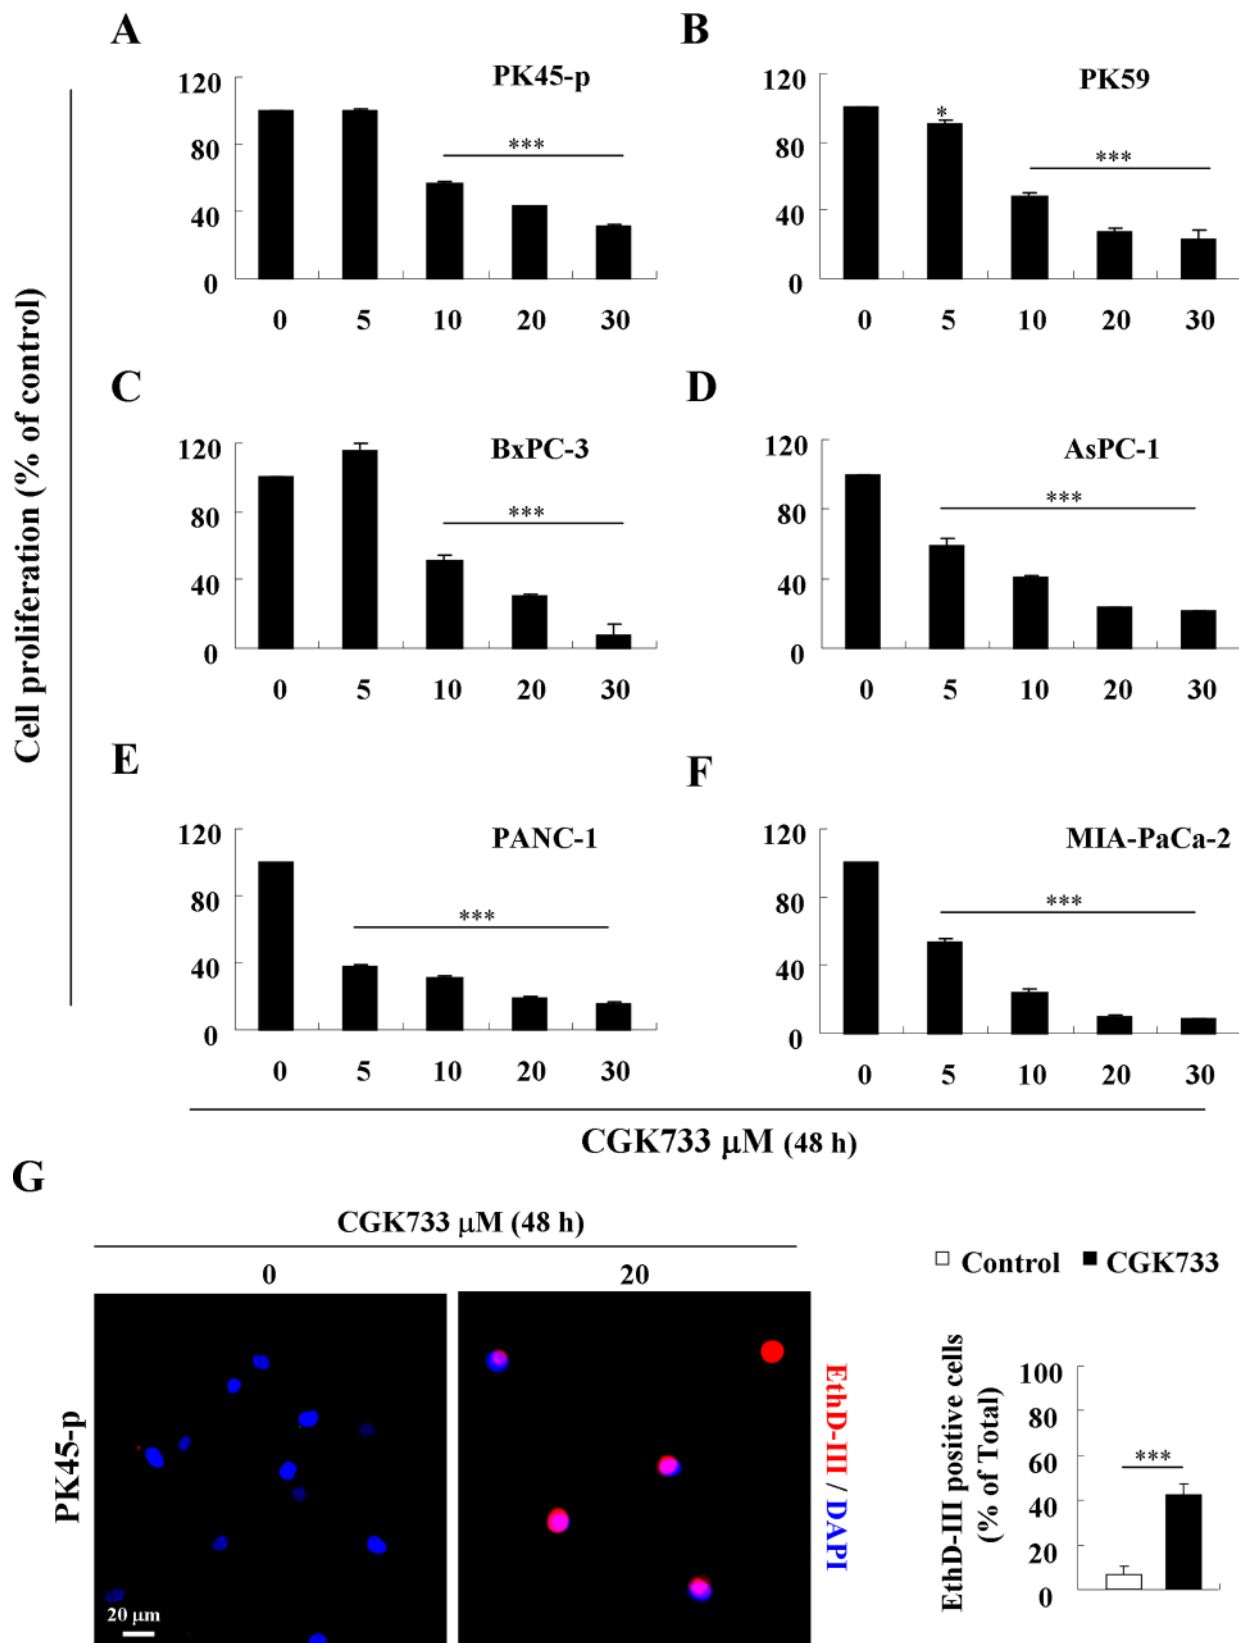 A
B
PK45-p
PK59
Cell proliferation (% of control)
120
80
40
0
***
0 5 10 20 30
120
80
40
0
*
***
0 5 10 20 30
C
D
BxPC-3
AsPC-1
120
80
40
0
***
0 5 10 20 30
120
80
40
0
***
0 5 10 20 30
E
F
PANC-1
MIA-PaCa-2
120
80
40
0
***
0 5 10 20 30
120
80
40
0
***
0 5 10 20 30
CGK733 μM (48 h)
G
CGK733 μM (48 h)
0
20
PK45-p
20 μm
EthD-III / DAPI
Control CGK733
EthD-III positive cells
(% of Total)
100
80
60
40
20
0
***